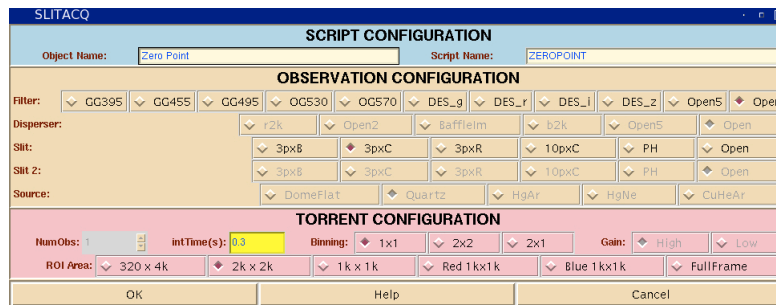 SLITACQ
SCRIPT CONFIGURATION
Object Name: Zero Point Script Name: ZEROPOINT
OBSERVATION CONFIGURATION
Filter: GG395 GG455 GG495 OG530 OG570 DES_g DES_r DES_i DES_z Open5 Open
Disperser: r2k Open2 BaffleIm b2k Open5 Open
Slit: 3pxB 3pxC 3pxR 10pxC PH Open
Slit 2: 3pxB 3pxC 3pxR 10pxC PH Open
Source: DomeFlat Quartz HgAr HgNe CuHeAr
TORRENT CONFIGURATION
NumObs: 1 intTime(s): 0.3 Binning: 1x1 2x2 2x1 Gain: High Low
ROI Area: 320 x 4k 2k x 2k 1k x 1k Red 1kx1k Blue 1kx1k FullFrame
OK Help Cancel